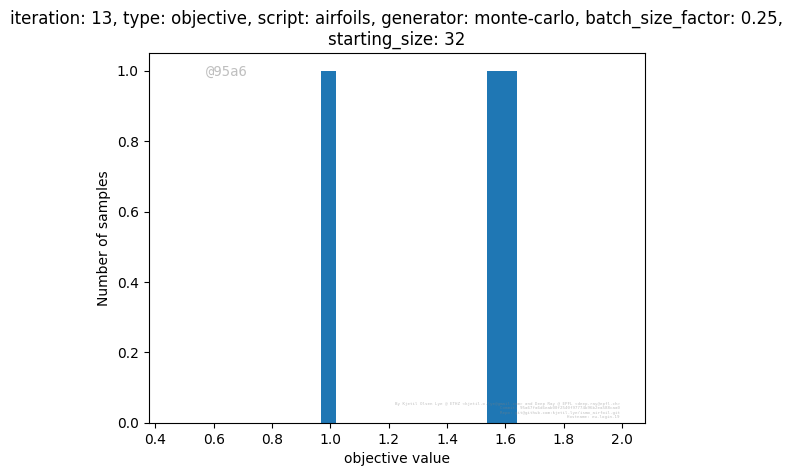 iteration: 13, type: objective, script: airfoils, generator: monte-carlo, batch_size_factor: 0.25,
starting_size: 32
@95a6
1.0
0.8
0.6
0.4
0.2
0.0
Number of samples
0.4 0.6 0.8 1.0 1.2 1.4 1.6 1.8 2.0
objective value